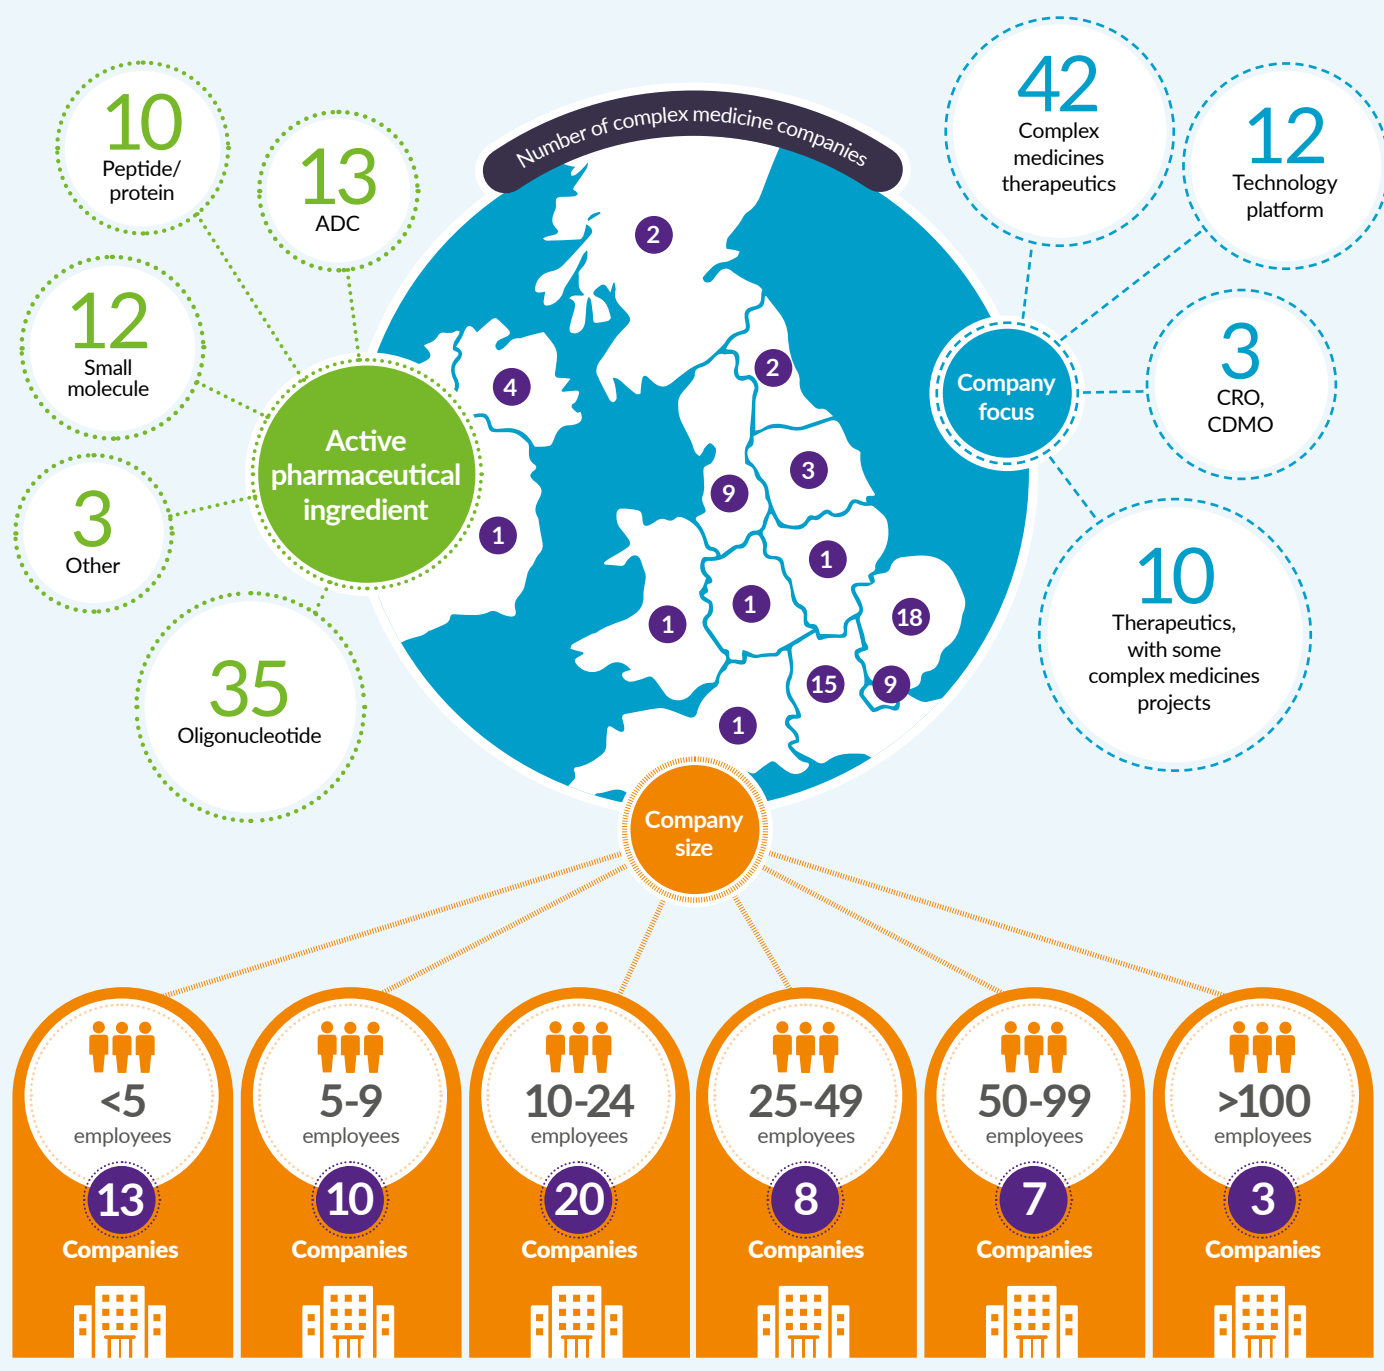 Number of complex medicine companies
10
Peptide/
protein
13
ADC
12
Small
molecule
3
Other
35
Oligonucleotide
Active
pharmaceutical
ingredient
2
4
2
3
9
1
1
1
1
18
15
9
1
42
Complex
medicines
therapeutics
12
Technology
platform
3
CRO,
CDMO
10
Therapeutics,
with some
complex medicines
projects
Company
focus
Company
size
<5
employees
13
Companies
5-9
employees
10
Companies
10-24
employees
20
Companies
25-49
employees
8
Companies
50-99
employees
7
Companies
>100
employees
3
Companies